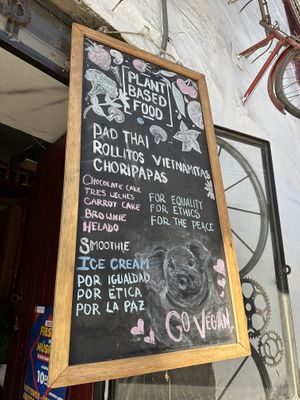 PLANT
BASED
FOOD
PAD THAI
ROLLITOS VIETNAMITAS
CHORIPAPAS
CHOCOLATE CAKE
TRES LECHES
CARROT CAKE
BROWNIE
HELADO
FOR EQUALITY
FOR ETHICS
FOR THE PEACE
SMOOTHIE
ICE CREAM
POR IGUALDAD
POR ETICA
POR LA PAZ
GO VEGAN